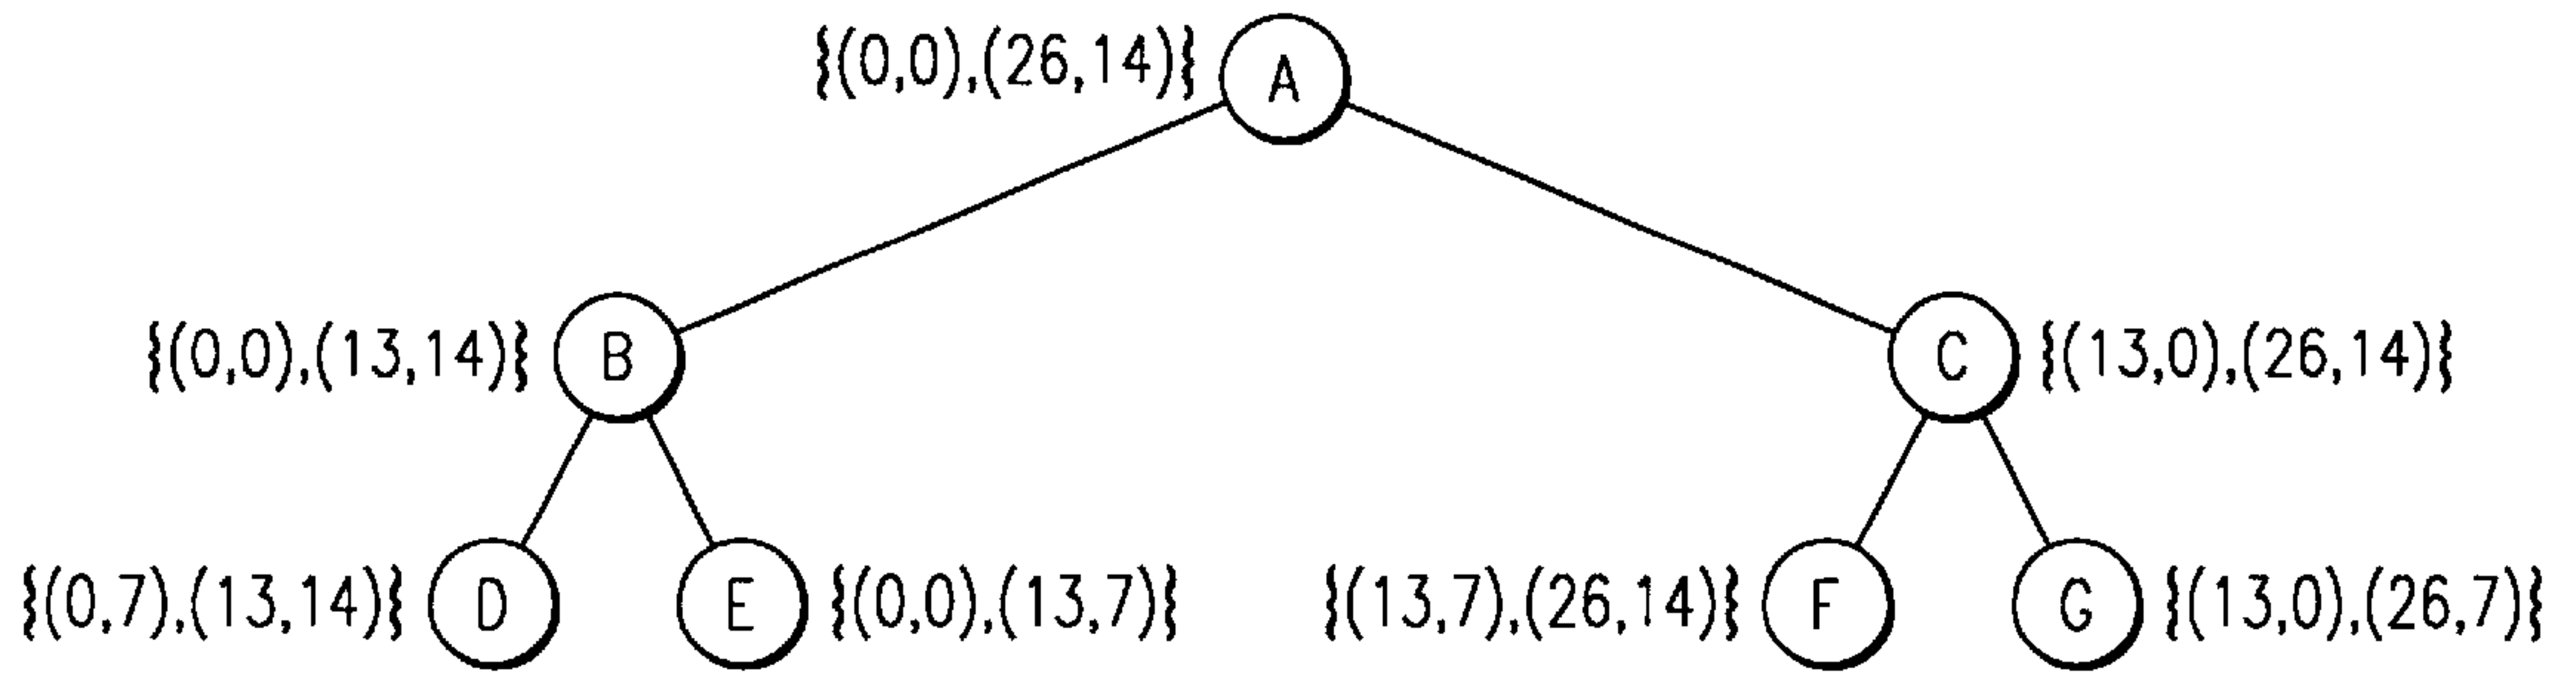 {(0,0),(26,14)} A
{(0,0),(13,14)} B C {(13,0),(26,14)}
{(0,7),(13,14)} D E {(0,0),(13,7)} {(13,7),(26,14)} F G {(13,0),(26,7)}